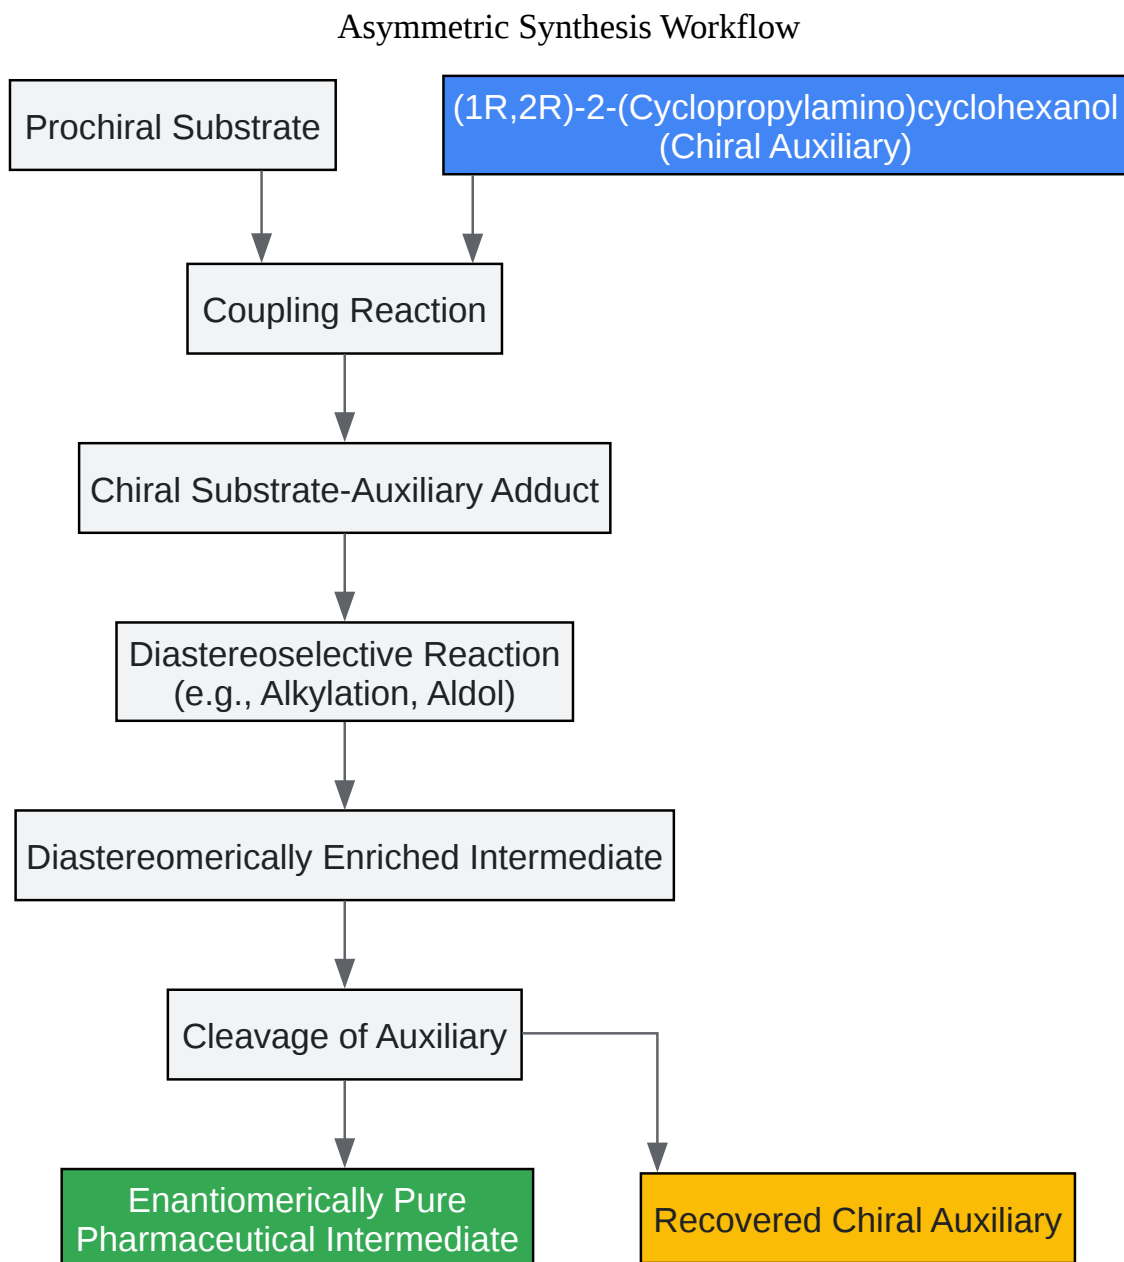 Asymmetric Synthesis Workflow
Prochiral Substrate
(1R,2R)-2-(Cyclopropylamino)cyclohexanol
(Chiral Auxiliary)
Coupling Reaction
Chiral Substrate-Auxiliary Adduct
Diastereoselective Reaction
(e.g., Alkylation, Aldol)
Diastereomerically Enriched Intermediate
Cleavage of Auxiliary
Enantiomerically Pure
Pharmaceutical Intermediate
Recovered Chiral Auxiliary